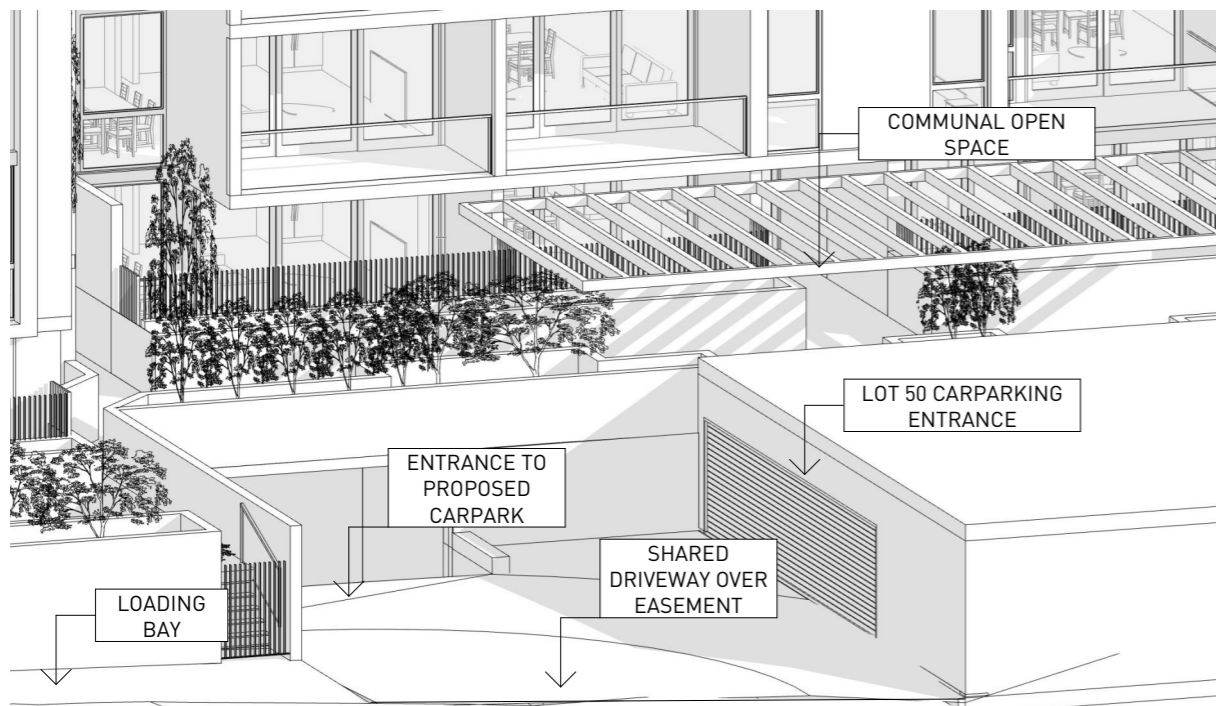 COMMUNAL OPEN
SPACE
LOT 50 CARPARKING
ENTRANCE
ENTRANCE TO
PROPOSED
CARPARK
SHARED
DRIVEWAY OVER
EASEMENT
LOADING
BAY